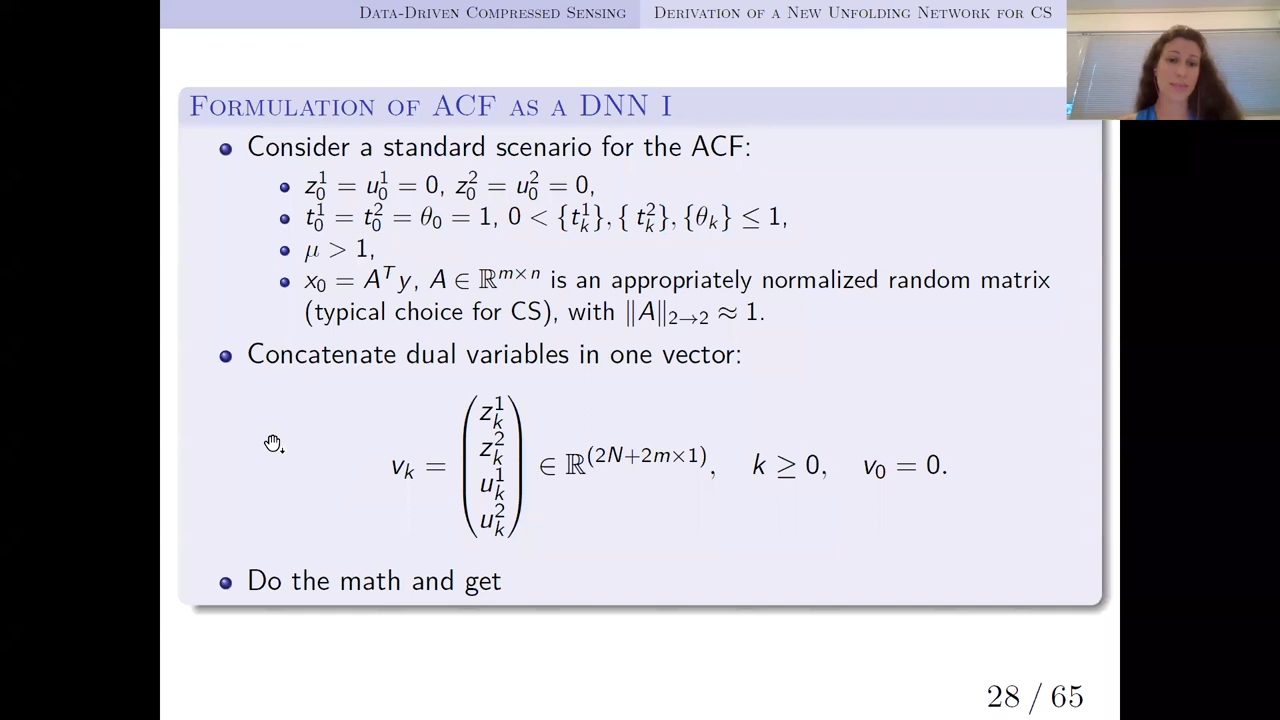 Data-Driven Compressed Sensing Derivation of a New Unfolding Network for CS
Formulation of ACF as a DNN I
Consider a standard scenario for the ACF:
z_0^1 = u_0^1 = 0, z_0^2 = u_0^2 = 0,
t_0^1 = t_0^2 = θ_0 = 1, 0 < {t_k^1}, { t_k^2}, {θ_k} ≤ 1,
μ > 1,
x_0 = A^T y, A ∈ ℝ^{m×n} is an appropriately normalized random matrix
(typical choice for CS), with ‖A‖_{2→2} ≈ 1.
Concatenate dual variables in one vector:
v_k = (z_k^1 z_k^2 u_k^1 u_k^2) ∈ ℝ^{(2N+2m×1)}, k ≥ 0, v_0 = 0.
Do the math and get
28 / 65